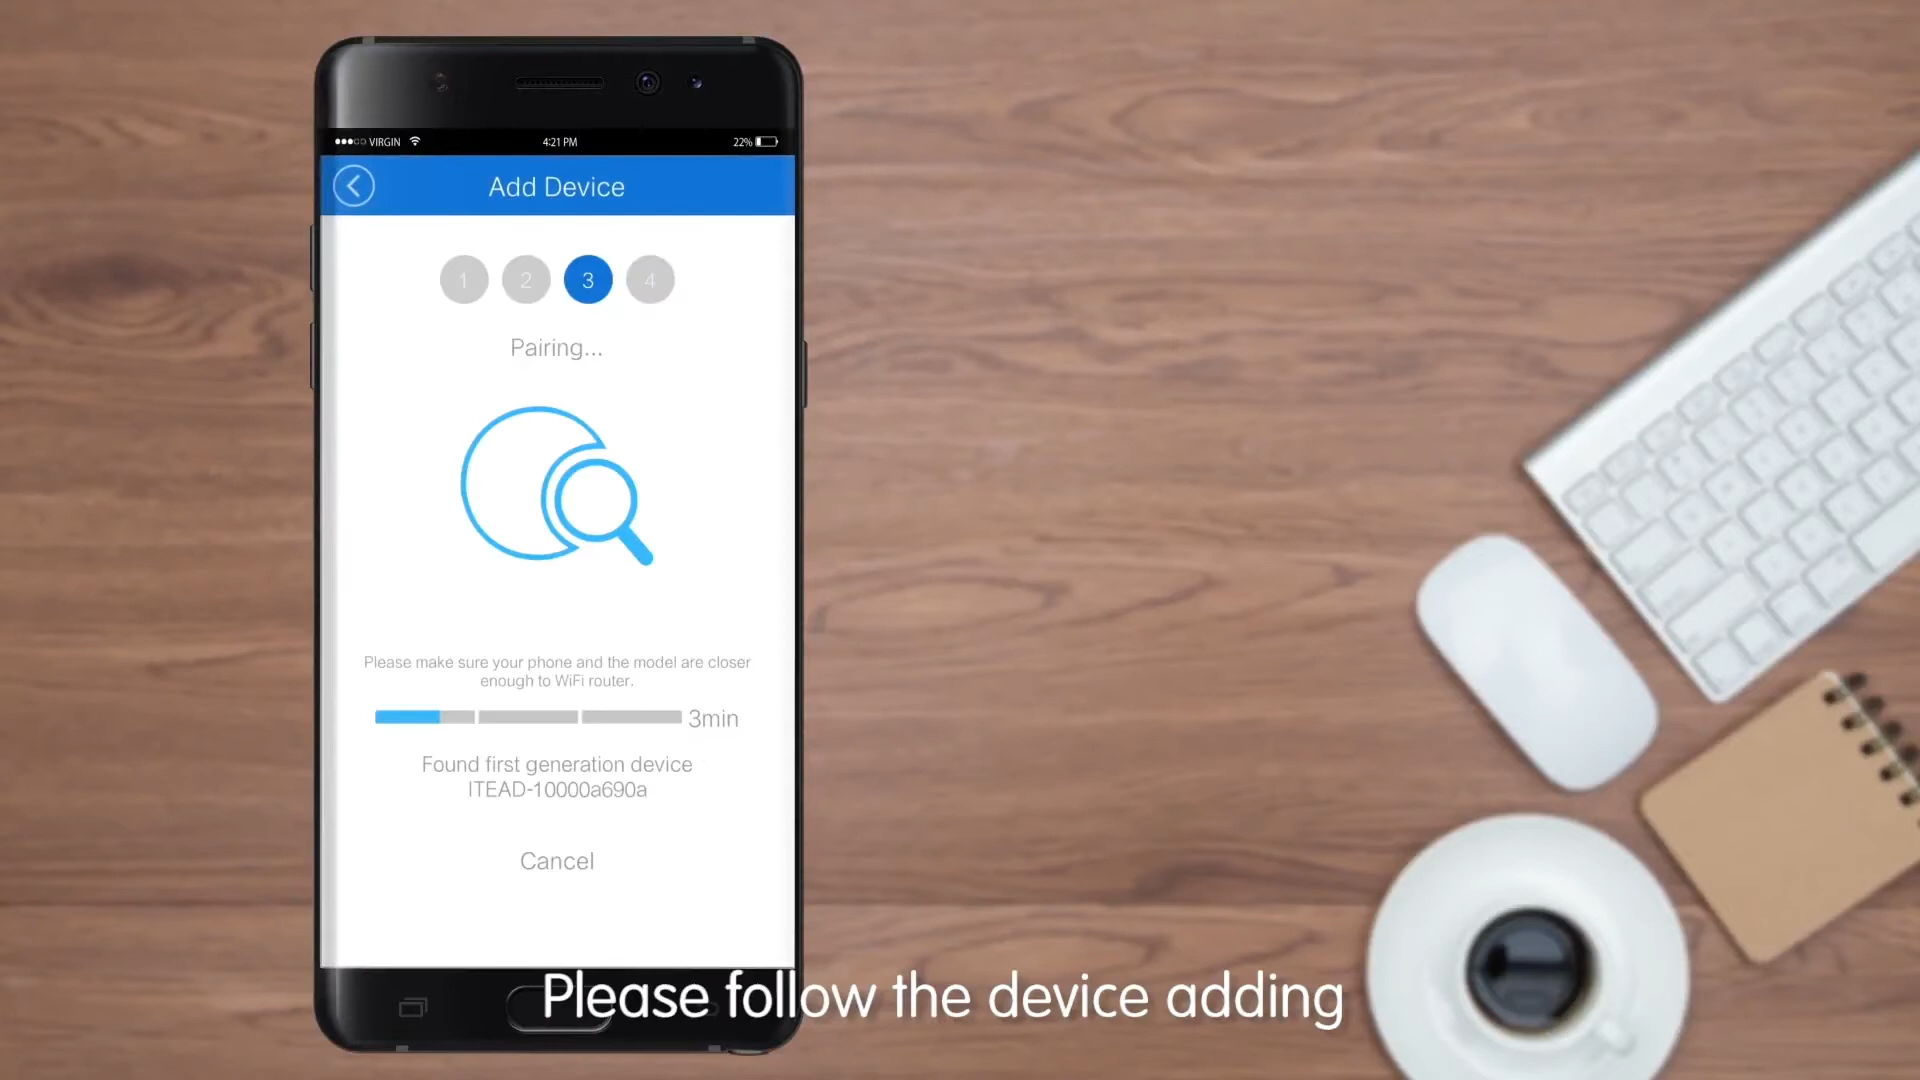 VIRGIN
4:21 PM
22%
Add Device
1 2 3 4
Pairing...
Please make sure your phone and the model are closer
enough to WiFi router.
3min
Found first generation device
ITEAD-10000a690a
Cancel
Please follow the device adding